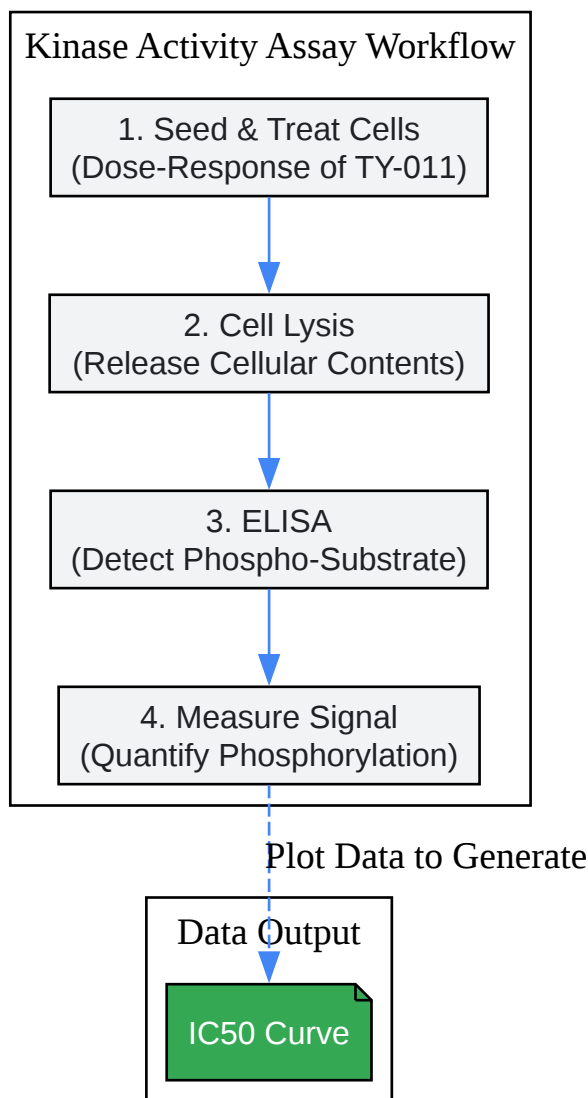 Kinase Activity Assay Workflow
1. Seed & Treat Cells
(Dose-Response of TY-011)
2. Cell Lysis
(Release Cellular Contents)
3. ELISA
(Detect Phospho-Substrate)
4. Measure Signal
(Quantify Phosphorylation)
Plot Data to Generate
Data Output
IC50 Curve